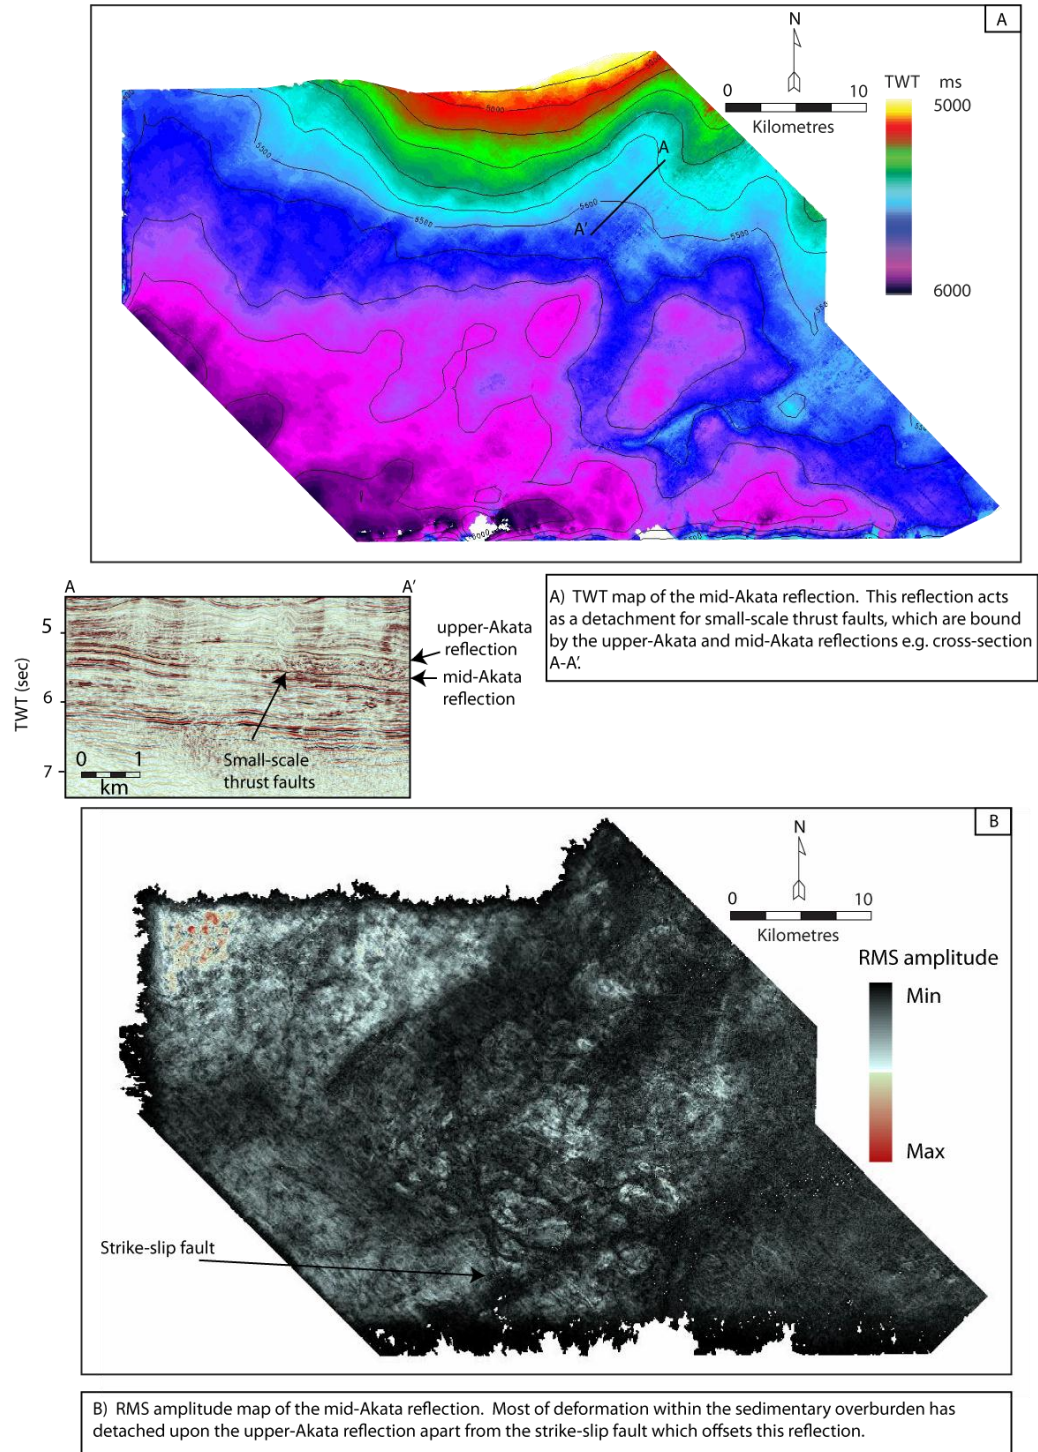 A
N
0 10
Kilometres
TWT ms
5000
6000
5000
5500
5600
5500
A
A'
A A'
5
6
7
TWT (sec)
0 1
km
Small-scale
thrust faults
upper-Akata
reflection
mid-Akata
reflection
A) TWT map of the mid-Akata reflection. This reflection acts
as a detachment for small-scale thrust faults, which are bound
by the upper-Akata and mid-Akata reflections e.g. cross-section
A-A'.
B
N
0 10
Kilometres
RMS amplitude
Min
Max
Strike-slip fault
B) RMS amplitude map of the mid-Akata reflection. Most of deformation within the sedimentary overburden has
detached upon the upper-Akata reflection apart from the strike-slip fault which offsets this reflection.